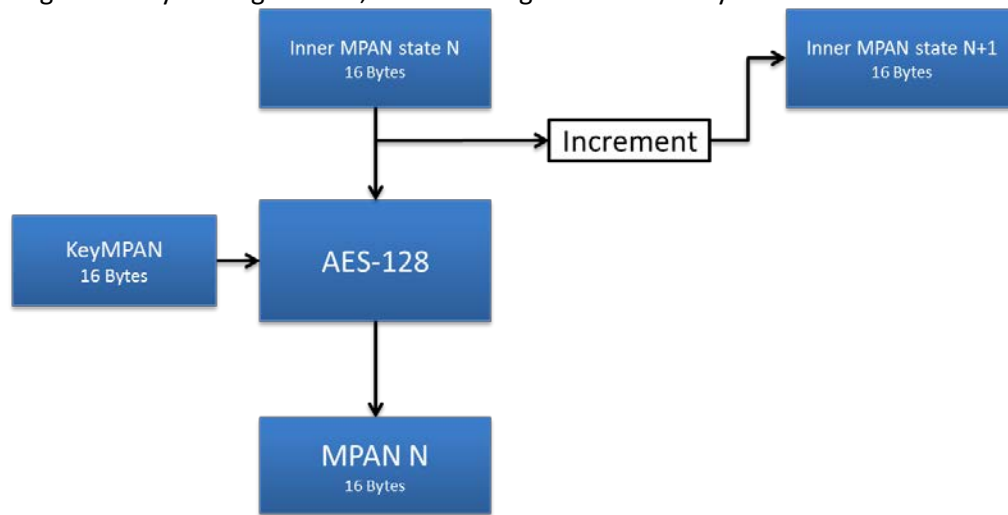 Inner MPAN state N
16 Bytes
Inner MPAN state N+1
16 Bytes
Increment
KeyMPAN
16 Bytes
AES-128
MPAN N
16 Bytes